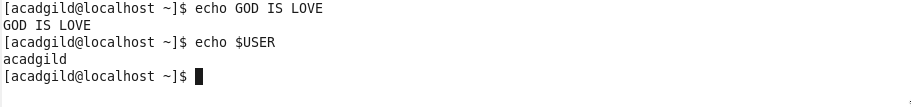 [acadgild@localhost ~]$ echo GOD IS LOVE
GOD IS LOVE
[acadgild@localhost ~]$ echo $USER
acadgild
[acadgild@localhost ~]$